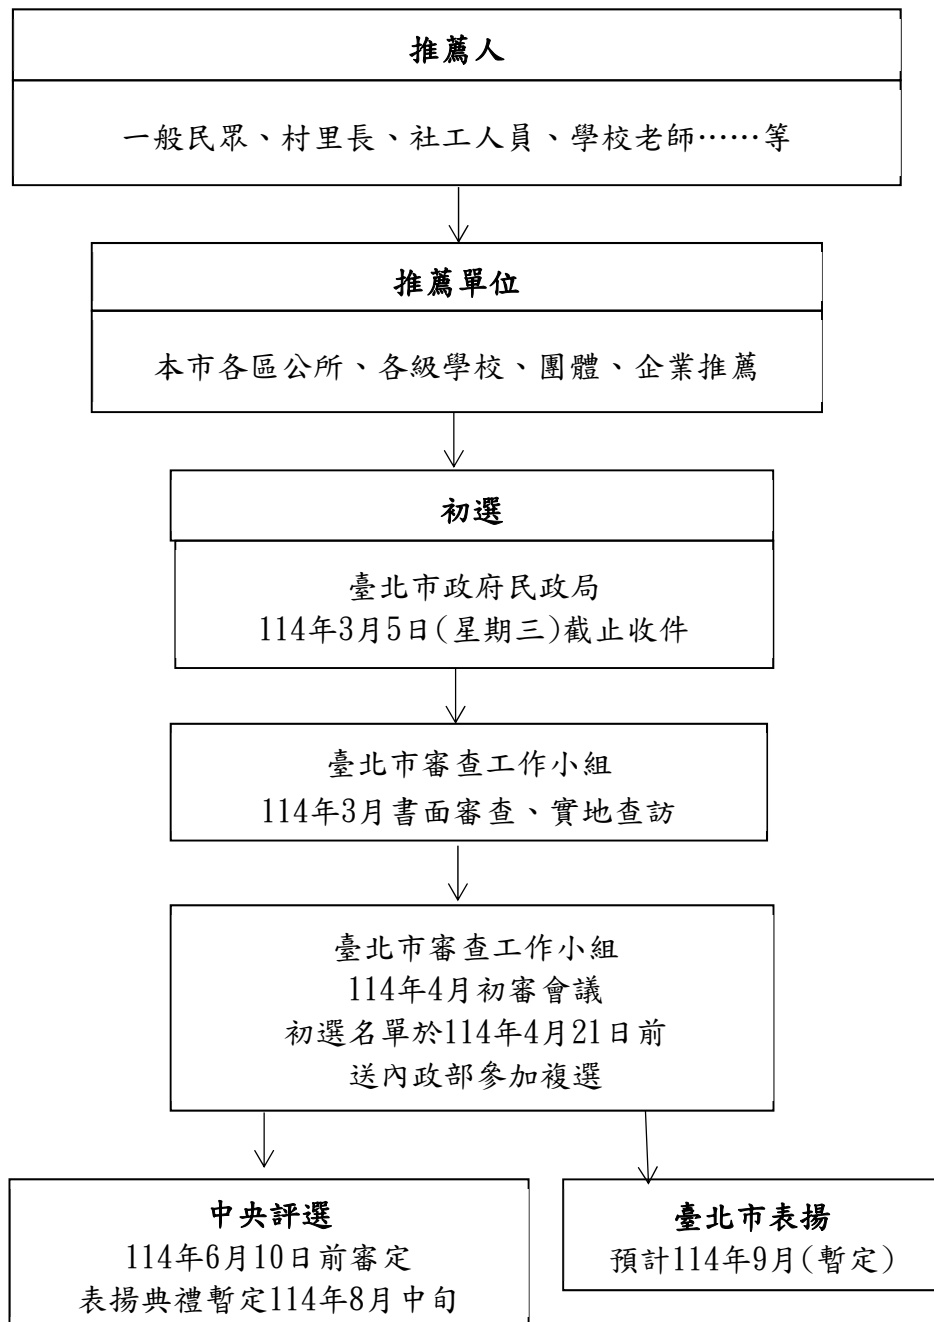 推薦人
一般民眾、村里長、社工人員、學校老師……等
推薦單位
本市各區公所、各級學校、團體、企業推薦
初選
臺北市政府民政局
114年3月5日(星期三)截止收件
臺北市審查工作小組
114年3月書面審查、實地查訪
臺北市審查工作小組
114年4月初審會議
初選名單於114年4月21日前
送內政部參加複選
中央評選
114年6月10日前審定
表揚典禮暫定114年8月中旬
臺北市表揚
預計114年9月(暫定)